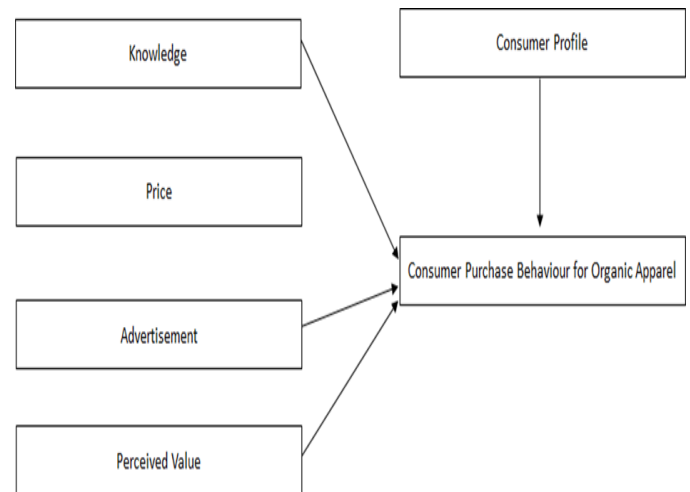 Knowledge
Consumer Profile
Price
Consumer Purchase Behaviour for Organic Apparel
Advertisement
Perceived Value